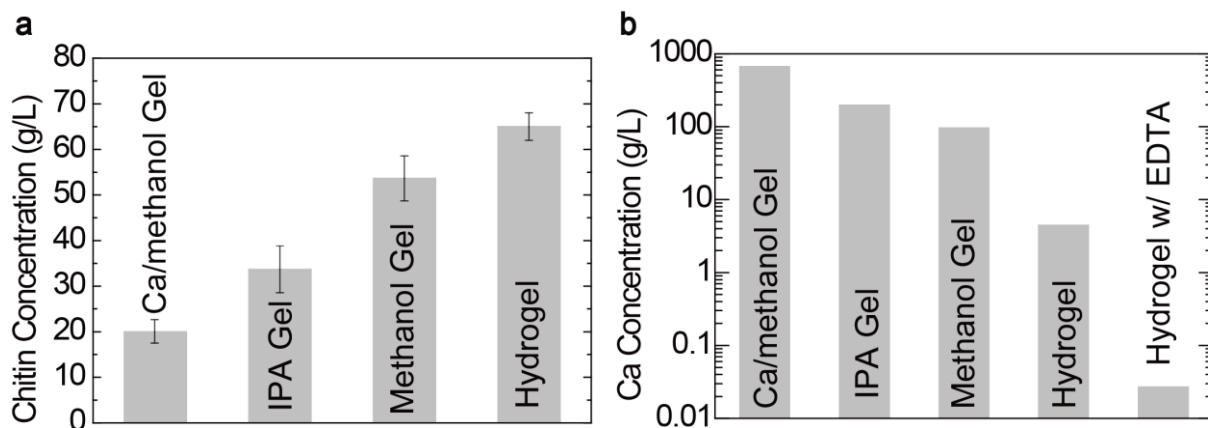 a
Chitin Concentration (g/L)
80
70
60
50
40
30
20
10
0
Ca/methanol Gel
IPA Gel
Methanol Gel
Hydrogel
b
Ca Concentration (g/L)
1000
100
10
1
0.1
0.01
Ca/methanol Gel
IPA Gel
Methanol Gel
Hydrogel
Hydrogel w/ EDTA